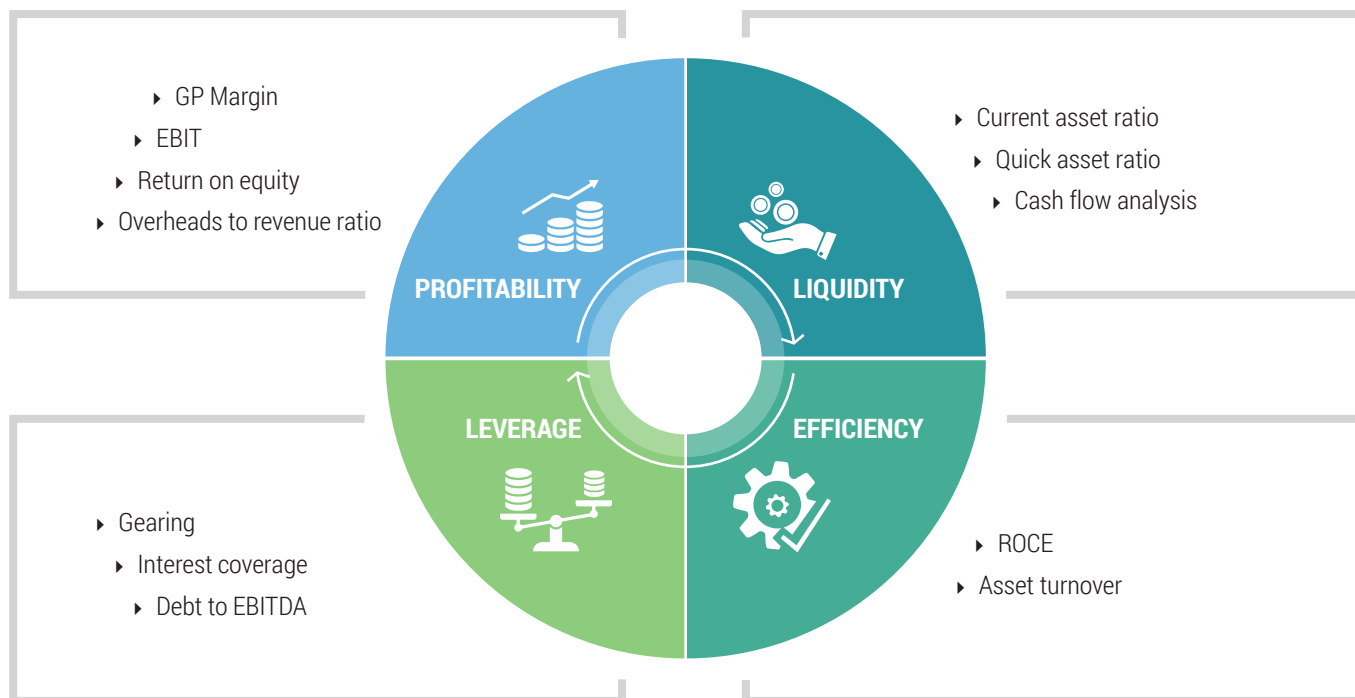 GP Margin
EBIT
Return on equity
Overheads to revenue ratio
PROFITABILITY
Current asset ratio
Quick asset ratio
Cash flow analysis
LIQUIDITY
LEVERAGE
Gearing
Interest coverage
Debt to EBITDA
EFFICIENCY
ROCE
Asset turnover